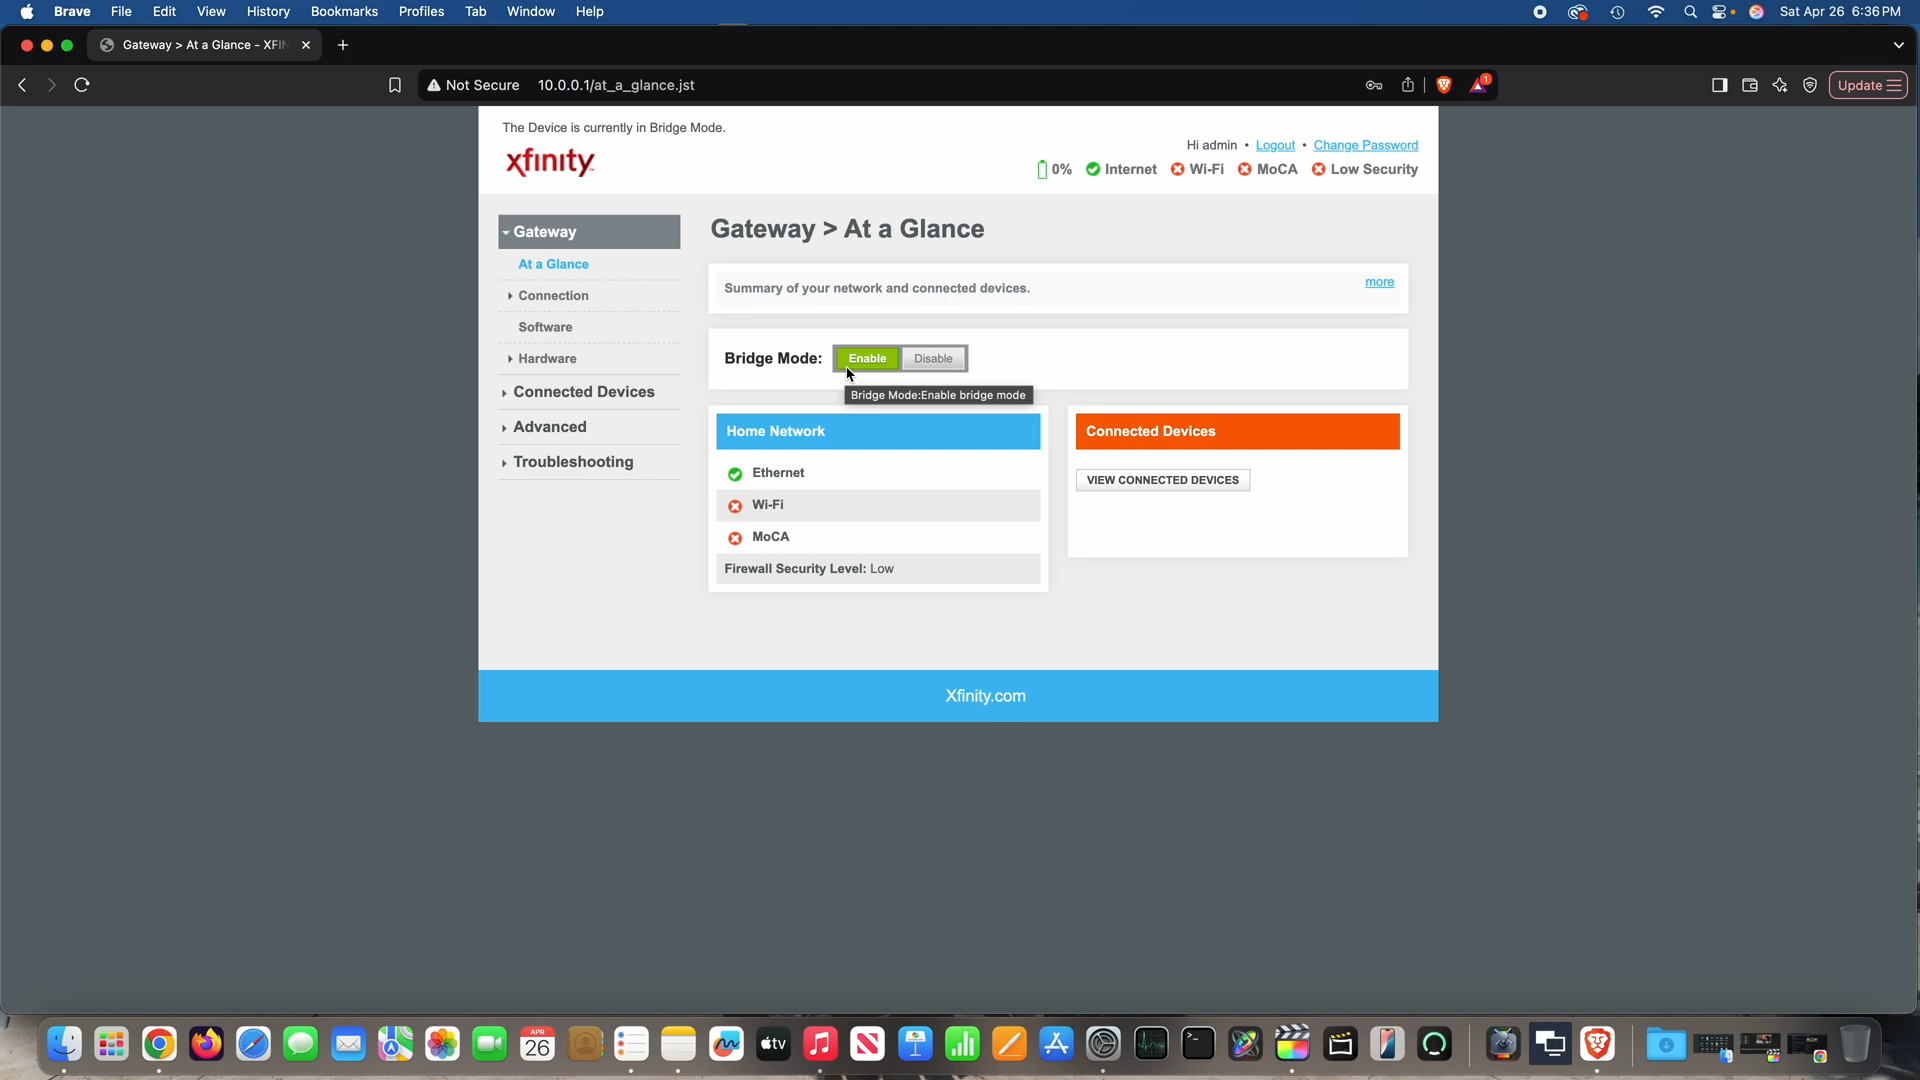 Brave File Edit View History Bookmarks Profiles Tab Window Help Sat Apr 26 6:36 PM
Gateway > At a Glance - XFIN
Not Secure 10.0.0.1/at_a_glance.jst 1 Update
The Device is currently in Bridge Mode.
xfinity
Hi admin • Logout • Change Password
0% Internet Wi-Fi MoCA Low Security
Gateway
At a Glance
Connection
Software
Hardware
Connected Devices
Advanced
Troubleshooting
Gateway > At a Glance
Summary of your network and connected devices. more
Bridge Mode: Enable Disable
Bridge Mode:Enable bridge mode
Home Network
Ethernet
Wi-Fi
MoCA
Firewall Security Level: Low
Connected Devices
VIEW CONNECTED DEVICES
Xfinity.com
APR
26
tv